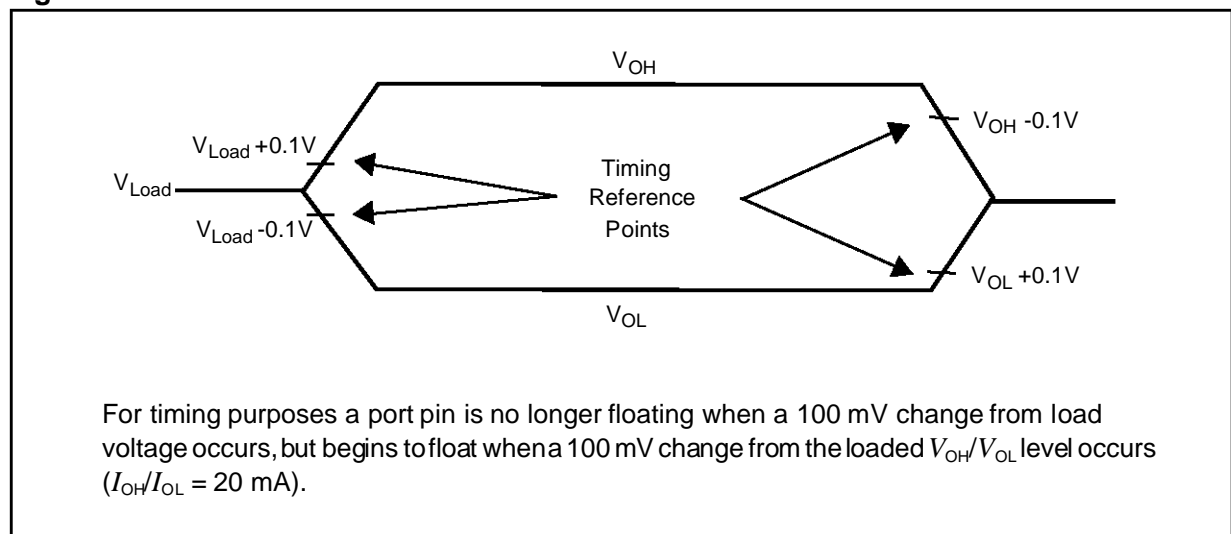 V_OH
V_Load +0.1V
V_OH -0.1V
V_Load
Timing
Reference
Points
V_Load -0.1V
V_OL +0.1V
V_OL
For timing purposes a port pin is no longer floating when a 100 mV change from load
voltage occurs, but begins to float when a 100 mV change from the loaded V_OH/V_OL level occurs
(I_OH/I_OL = 20 mA).